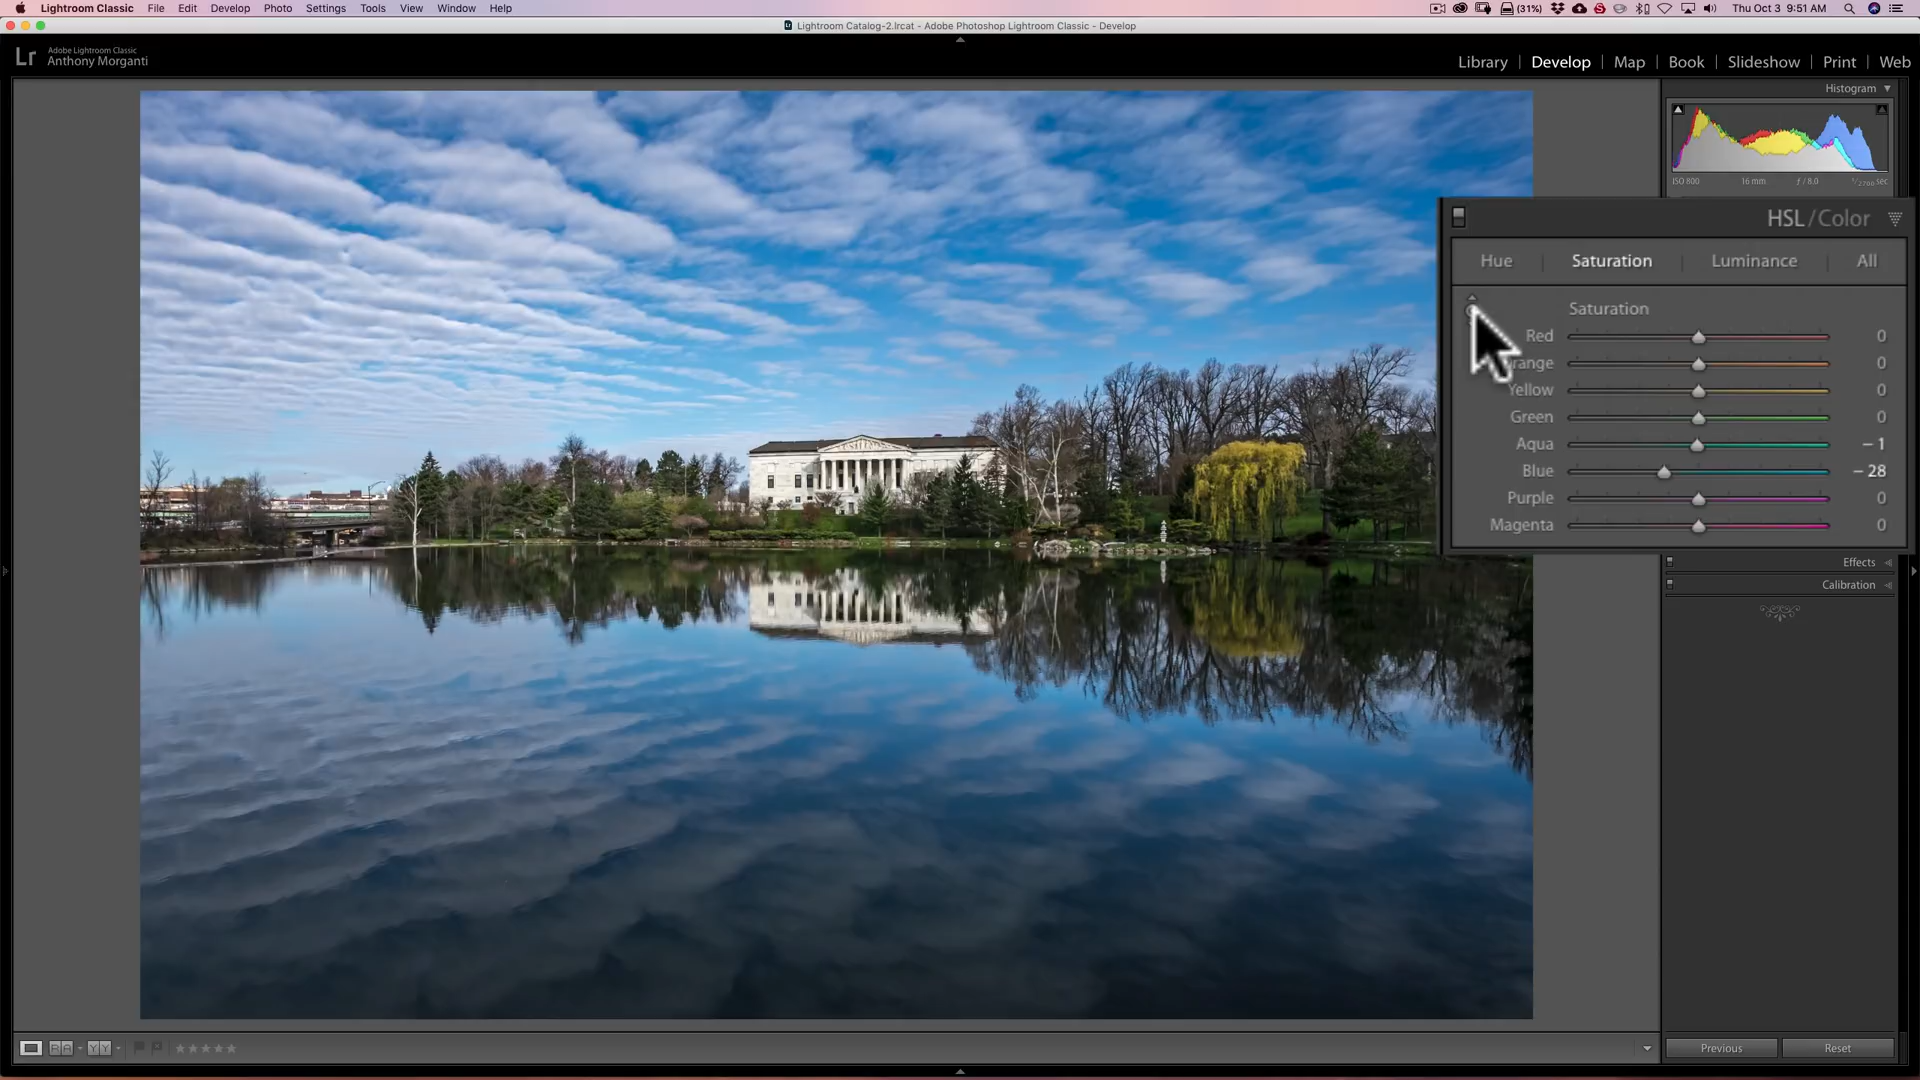 Lightroom Classic File Edit Develop Photo Settings Tools View Window Help (31%) Thu Oct 3 9:51 AM
Lightroom Catalog-2.lrcat - Adobe Photoshop Lightroom Classic - Develop
Lr Adobe Lightroom Classic
Anthony Morganti
Library | Develop | Map | Book | Slideshow | Print | Web
Histogram
ISO 800 16 mm ƒ / 8.0
HSL / Color
Hue Saturation Luminance All
Saturation
Red 0
range 0
Yellow 0
Green 0
Aqua – 1
Blue – 28
Purple 0
Magenta 0
Effects
Calibration
Previous Reset